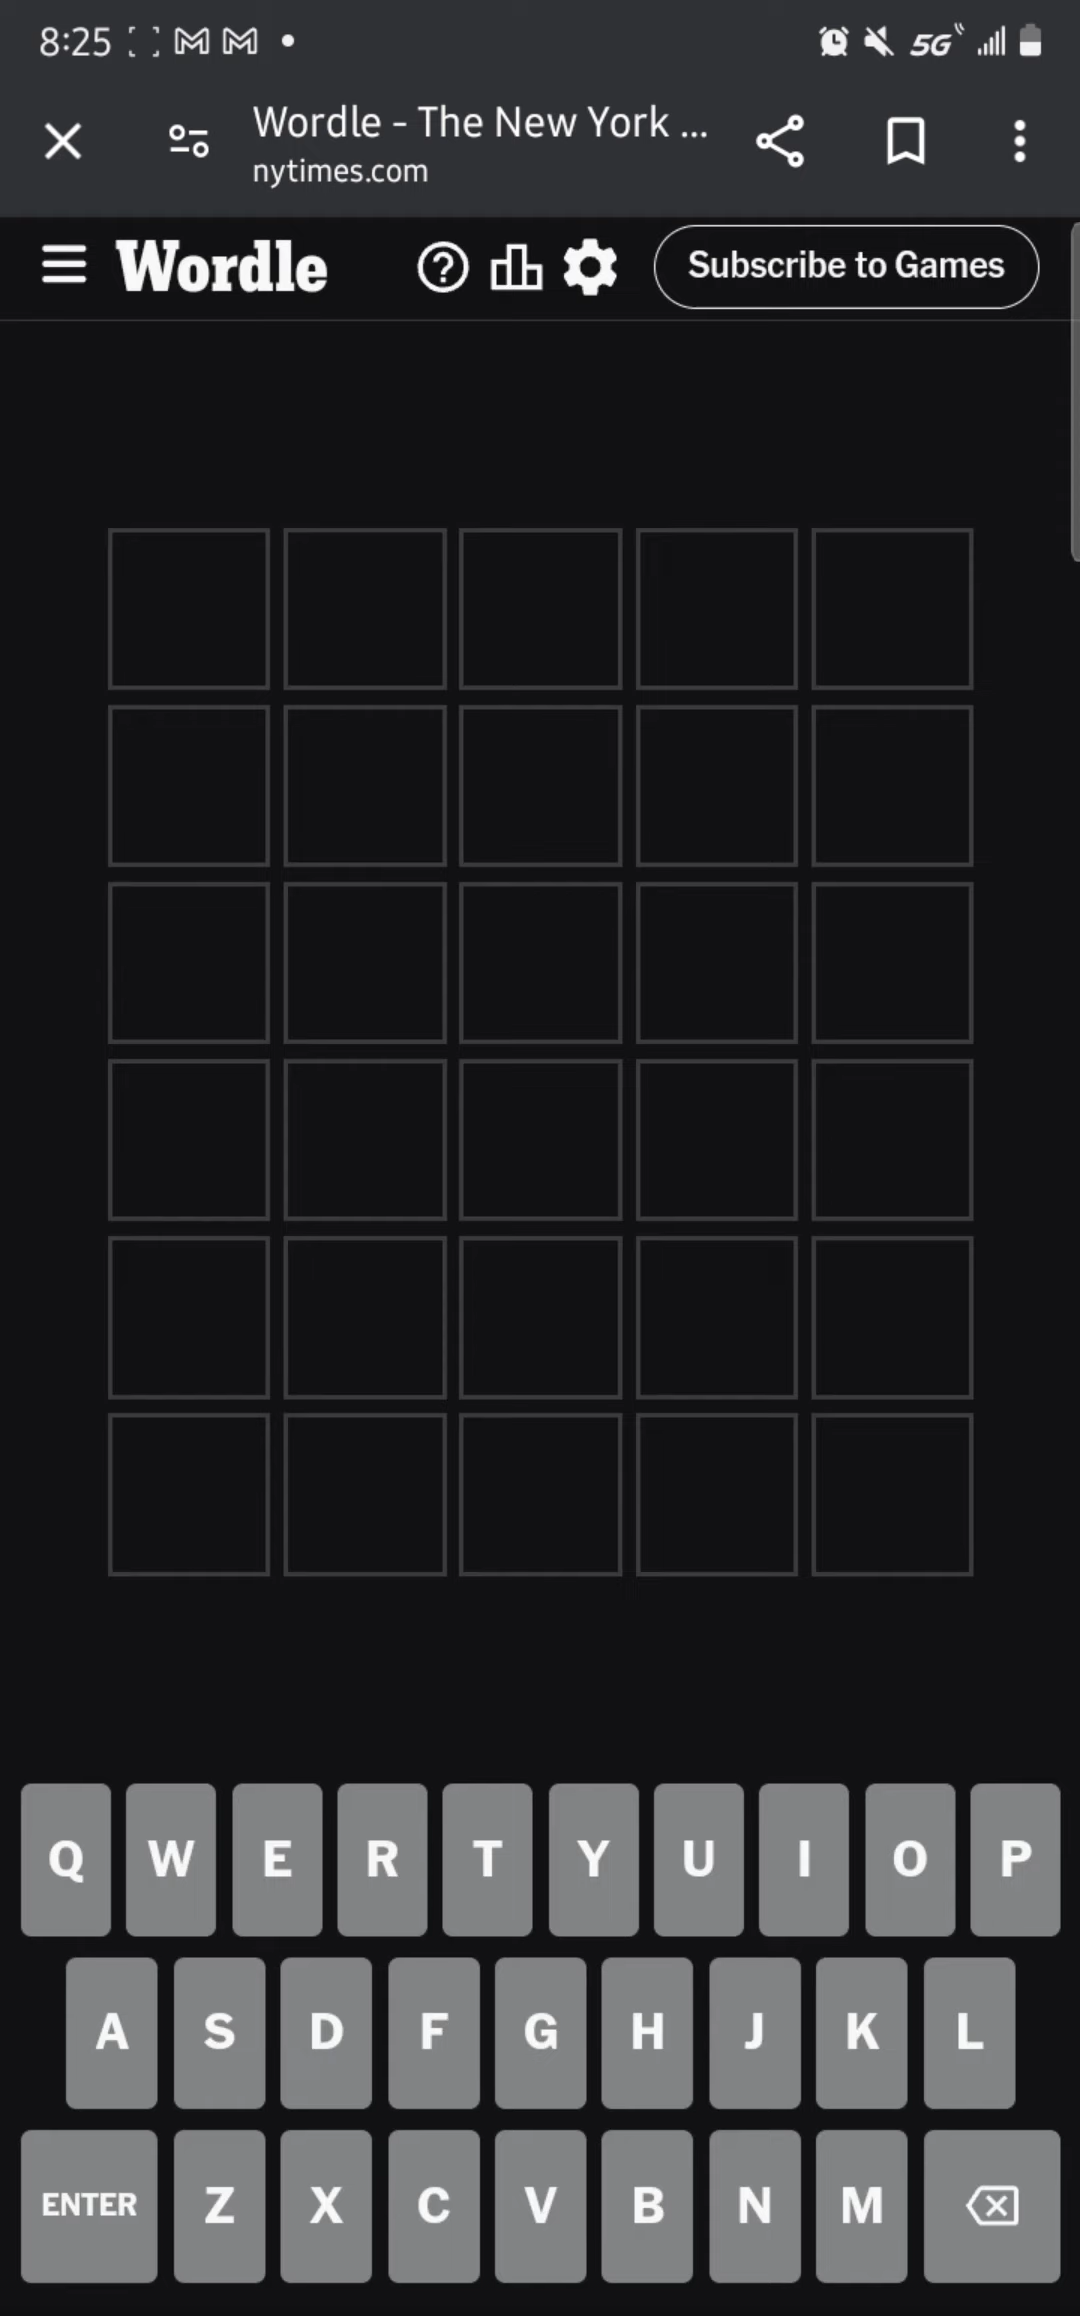 8:25 5G
Wordle - The New York ...
nytimes.com
Wordle Subscribe to Games
Q W E R T Y U I O P
A S D F G H J K L
ENTER Z X C V B N M